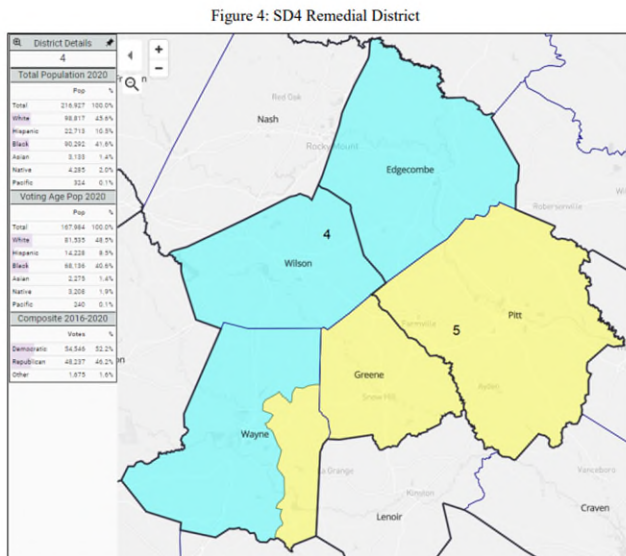 Figure 4: SD4 Remedial District
District Details
4
Total Population 2020
Pop %
Total 216,927 100.0%
White 98,817 45.6%
Hispanic 22,713 10.5%
Black 90,292 41.6%
Asian 3,133 1.4%
Native 4,285 2.0%
Pacific 324 0.1%
Voting Age Pop 2020
Pop %
Total 167,984 100.0%
White 81,535 48.5%
Hispanic 14,228 8.5%
Black 68,136 40.6%
Asian 2,275 1.4%
Native 3,208 1.9%
Pacific 240 0.1%
Composite 2016-2020
Votes %
Democratic 54,546 52.2%
Republican 48,237 46.2%
Other 1,675 1.6%
Red Oak
Nash
Rocky Mount
Edgecombe
Robersonville
4
Wilson
Pitt
Farmville
5
Greene
Ayden
Snow Hill
Wayne
La Grange
Vanceboro
Kinston
Craven
Lenoir